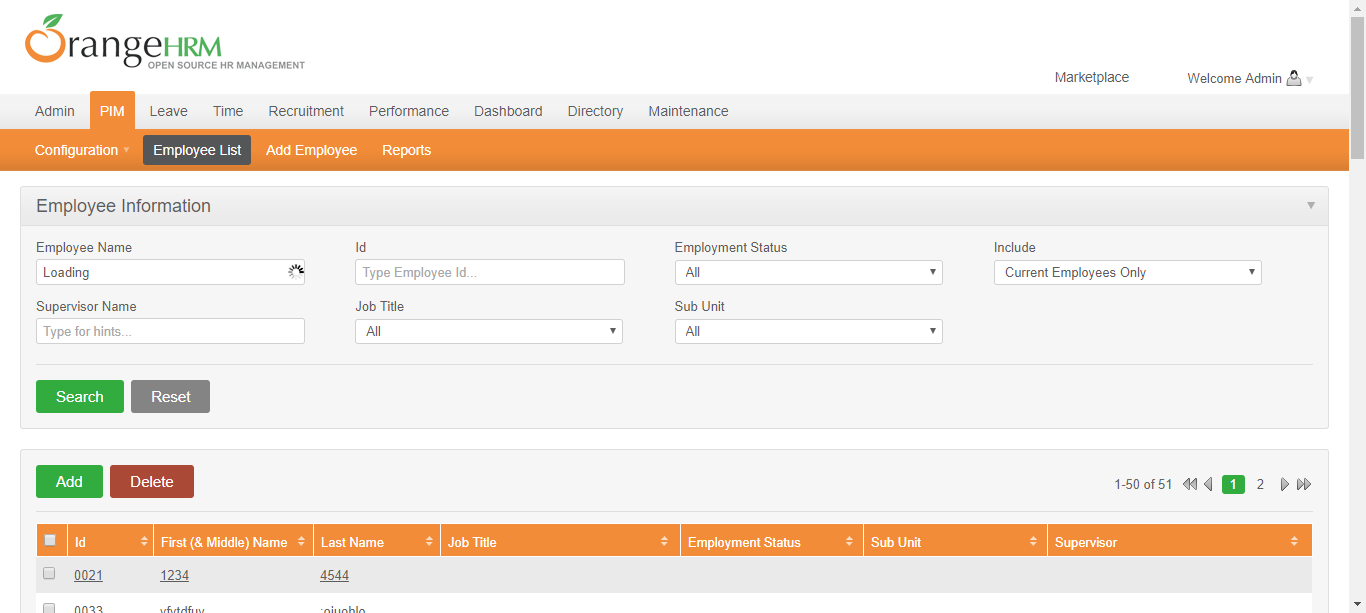 OrangeHRM
OPEN SOURCE HR MANAGEMENT
Marketplace Welcome Admin
Admin PIM Leave Time Recruitment Performance Dashboard Directory Maintenance
Configuration Employee List Add Employee Reports
Employee Information
Employee Name Id Employment Status Include
Loading Type Employee Id... All Current Employees Only
Supervisor Name Job Title Sub Unit
Type for hints... All All
Search Reset
Add Delete 1-50 of 51 1 2
Id First (& Middle) Name Last Name Job Title Employment Status Sub Unit Supervisor
0021 1234 4544
0033